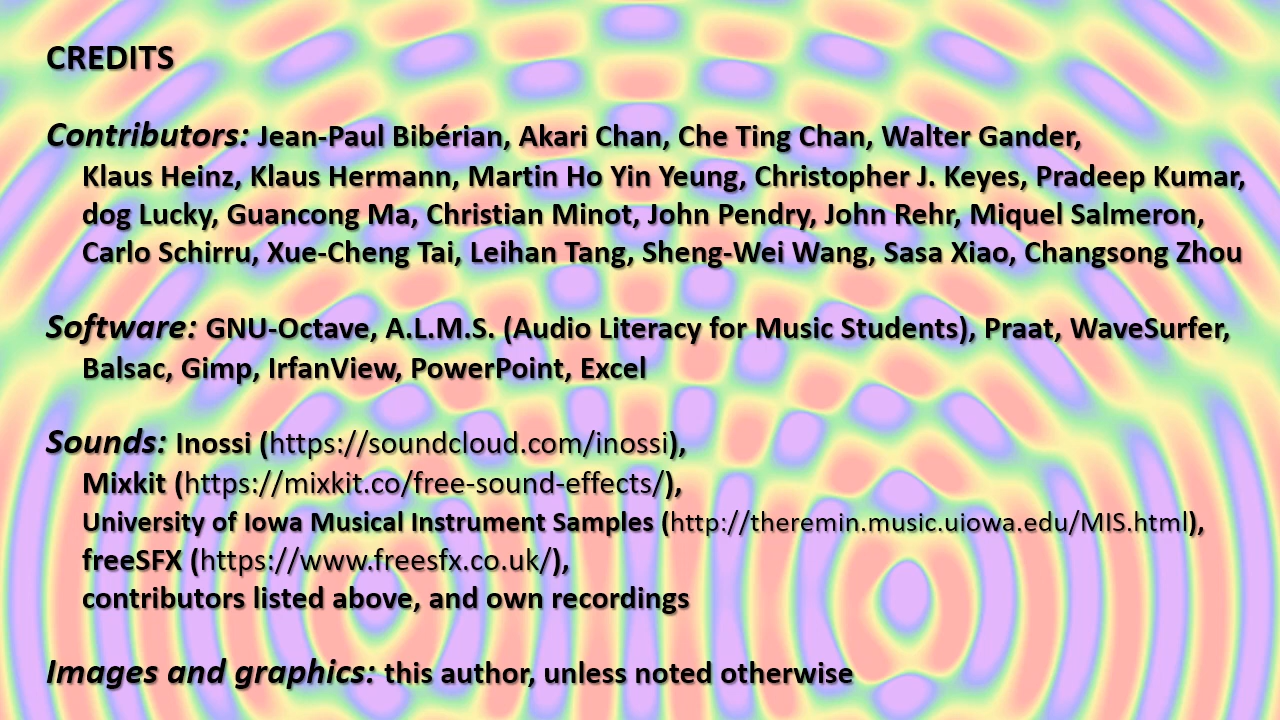 CREDITS
Contributors: Jean-Paul Bibérian, Akari Chan, Che Ting Chan, Walter Gander,
Klaus Heinz, Klaus Hermann, Martin Ho Yin Yeung, Christopher J. Keyes, Pradeep Kumar,
dog Lucky, Guancong Ma, Christian Minot, John Pendry, John Rehr, Miquel Salmeron,
Carlo Schirru, Xue-Cheng Tai, Leihan Tang, Sheng-Wei Wang, Sasa Xiao, Changsong Zhou
Software: GNU-Octave, A.L.M.S. (Audio Literacy for Music Students), Praat, WaveSurfer,
Balsac, Gimp, IrfanView, PowerPoint, Excel
Sounds: Inossi (https://soundcloud.com/inossi),
Mixkit (https://mixkit.co/free-sound-effects/),
University of Iowa Musical Instrument Samples (http://theremin.music.uiowa.edu/MIS.html),
freeSFX (https://www.freesfx.co.uk/),
contributors listed above, and own recordings
Images and graphics: this author, unless noted otherwise